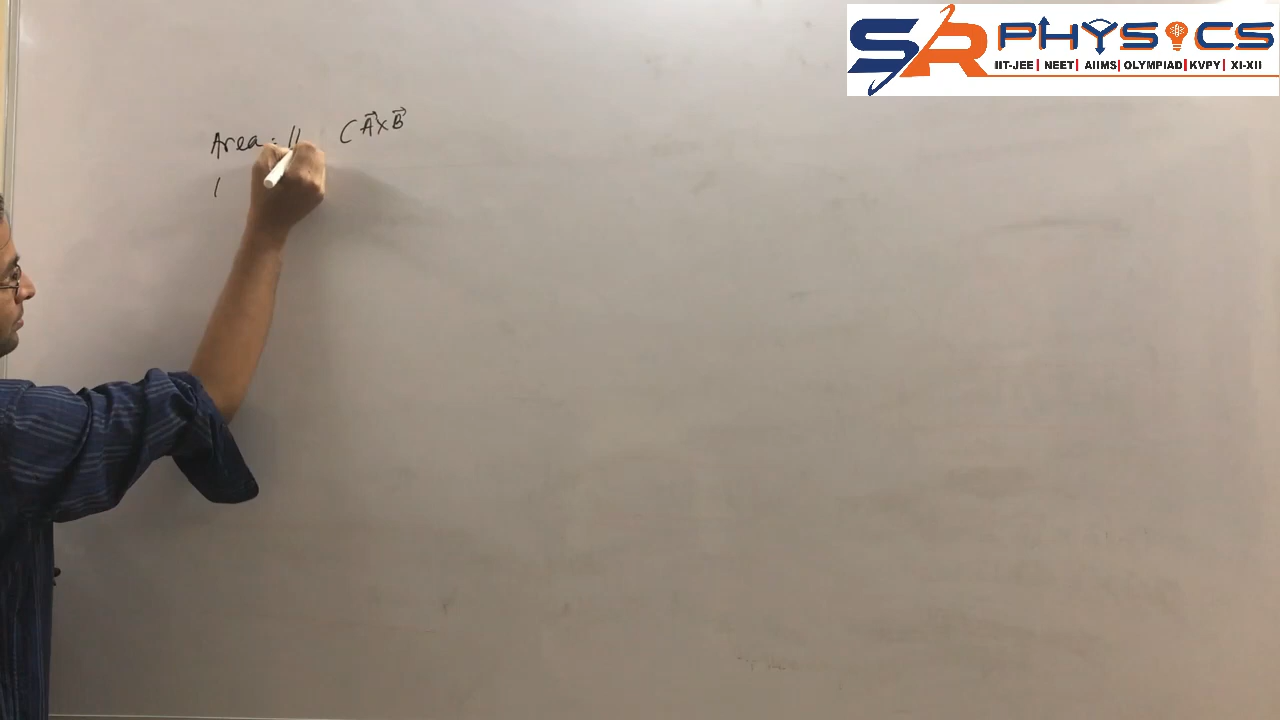 SR PHYSICS
IIT-JEE | NEET | AIIMS | OLYMPIAD | KVPY | XI-XII
Area = || (A⃗×B⃗
(